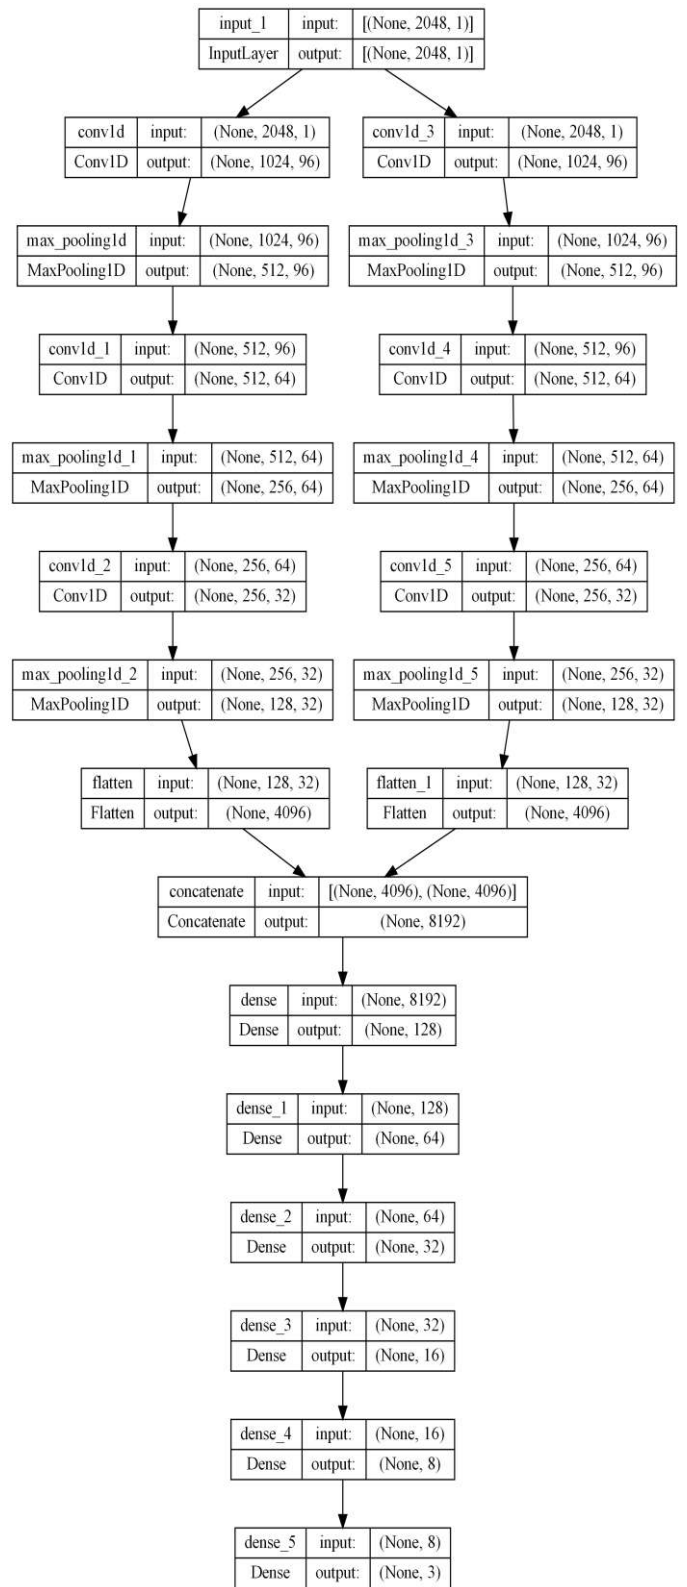 input_1 input: [(None, 2048, 1)]
InputLayer output: [(None, 2048, 1)]
conv1d input: (None, 2048, 1)
Conv1D output: (None, 1024, 96)
conv1d_3 input: (None, 2048, 1)
Conv1D output: (None, 1024, 96)
max_pooling1d input: (None, 1024, 96)
MaxPooling1D output: (None, 512, 96)
max_pooling1d_3 input: (None, 1024, 96)
MaxPooling1D output: (None, 512, 96)
conv1d_1 input: (None, 512, 96)
Conv1D output: (None, 512, 64)
conv1d_4 input: (None, 512, 96)
Conv1D output: (None, 512, 64)
max_pooling1d_1 input: (None, 512, 64)
MaxPooling1D output: (None, 256, 64)
max_pooling1d_4 input: (None, 512, 64)
MaxPooling1D output: (None, 256, 64)
conv1d_2 input: (None, 256, 64)
Conv1D output: (None, 256, 32)
conv1d_5 input: (None, 256, 64)
Conv1D output: (None, 256, 32)
max_pooling1d_2 input: (None, 256, 32)
MaxPooling1D output: (None, 128, 32)
max_pooling1d_5 input: (None, 256, 32)
MaxPooling1D output: (None, 128, 32)
flatten input: (None, 128, 32)
Flatten output: (None, 4096)
flatten_1 input: (None, 128, 32)
Flatten output: (None, 4096)
concatenate input: [(None, 4096), (None, 4096)]
Concatenate output: (None, 8192)
dense input: (None, 8192)
Dense output: (None, 128)
dense_1 input: (None, 128)
Dense output: (None, 64)
dense_2 input: (None, 64)
Dense output: (None, 32)
dense_3 input: (None, 32)
Dense output: (None, 16)
dense_4 input: (None, 16)
Dense output: (None, 8)
dense_5 input: (None, 8)
Dense output: (None, 3)